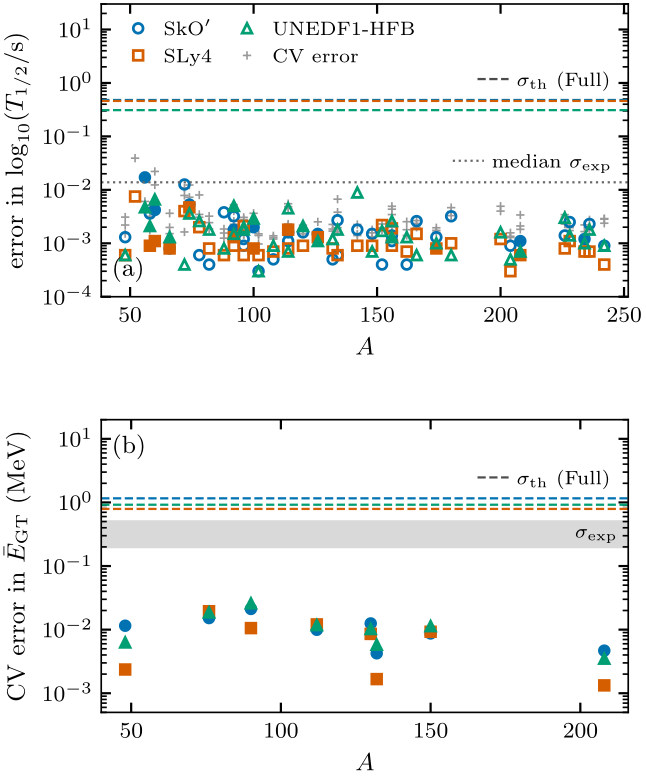 10¹
10⁰
10⁻¹
10⁻²
10⁻³
10⁻⁴
error in log₁₀(T₁/₂/s)
SkO′
SLy4
UNEDF1-HFB
CV error
σth (Full)
median σexp
(a)
50
100
150
200
250
A
(b)
10¹
10⁰
10⁻¹
10⁻²
10⁻³
CV error in ĒGT (MeV)
σth (Full)
σexp
50
100
150
200
A